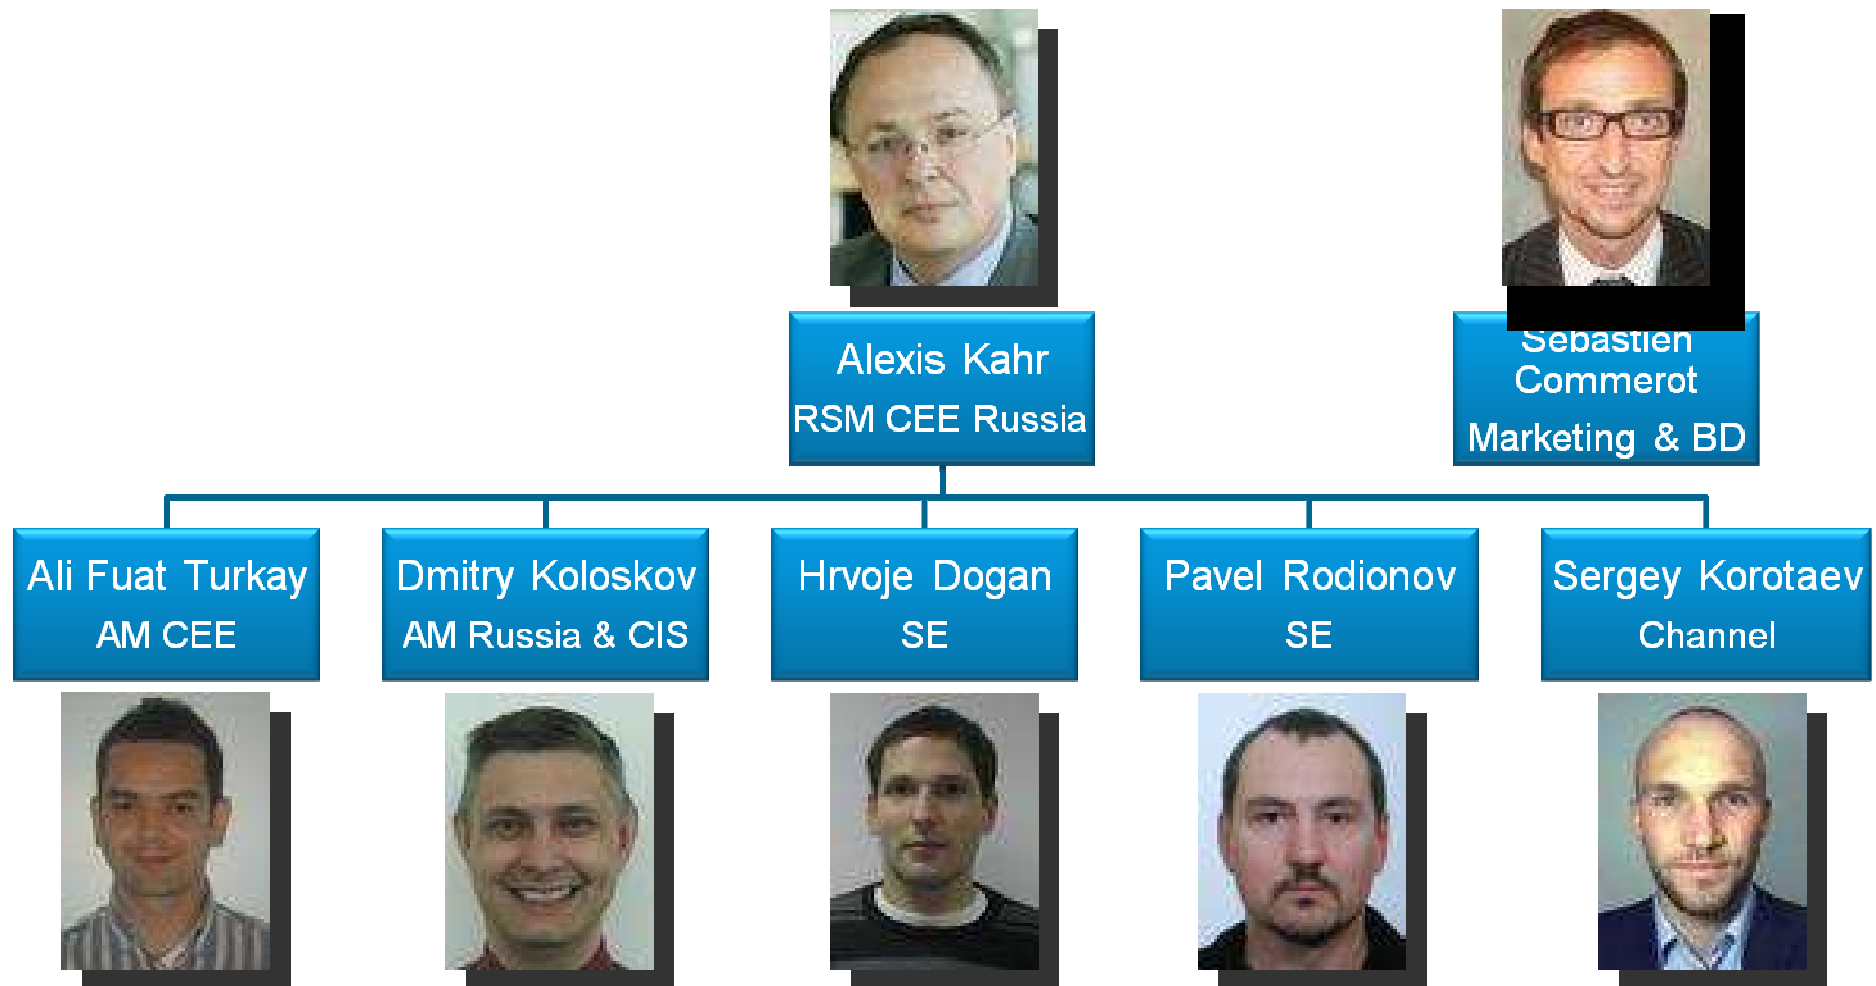 Alexis Kahr
RSM CEE Russia
Sebastien
Commerot
Marketing & BD
Ali Fuat Turkay
AM CEE
Dmitry Koloskov
AM Russia & CIS
Hrvoje Dogan
SE
Pavel Rodionov
SE
Sergey Korotaev
Channel